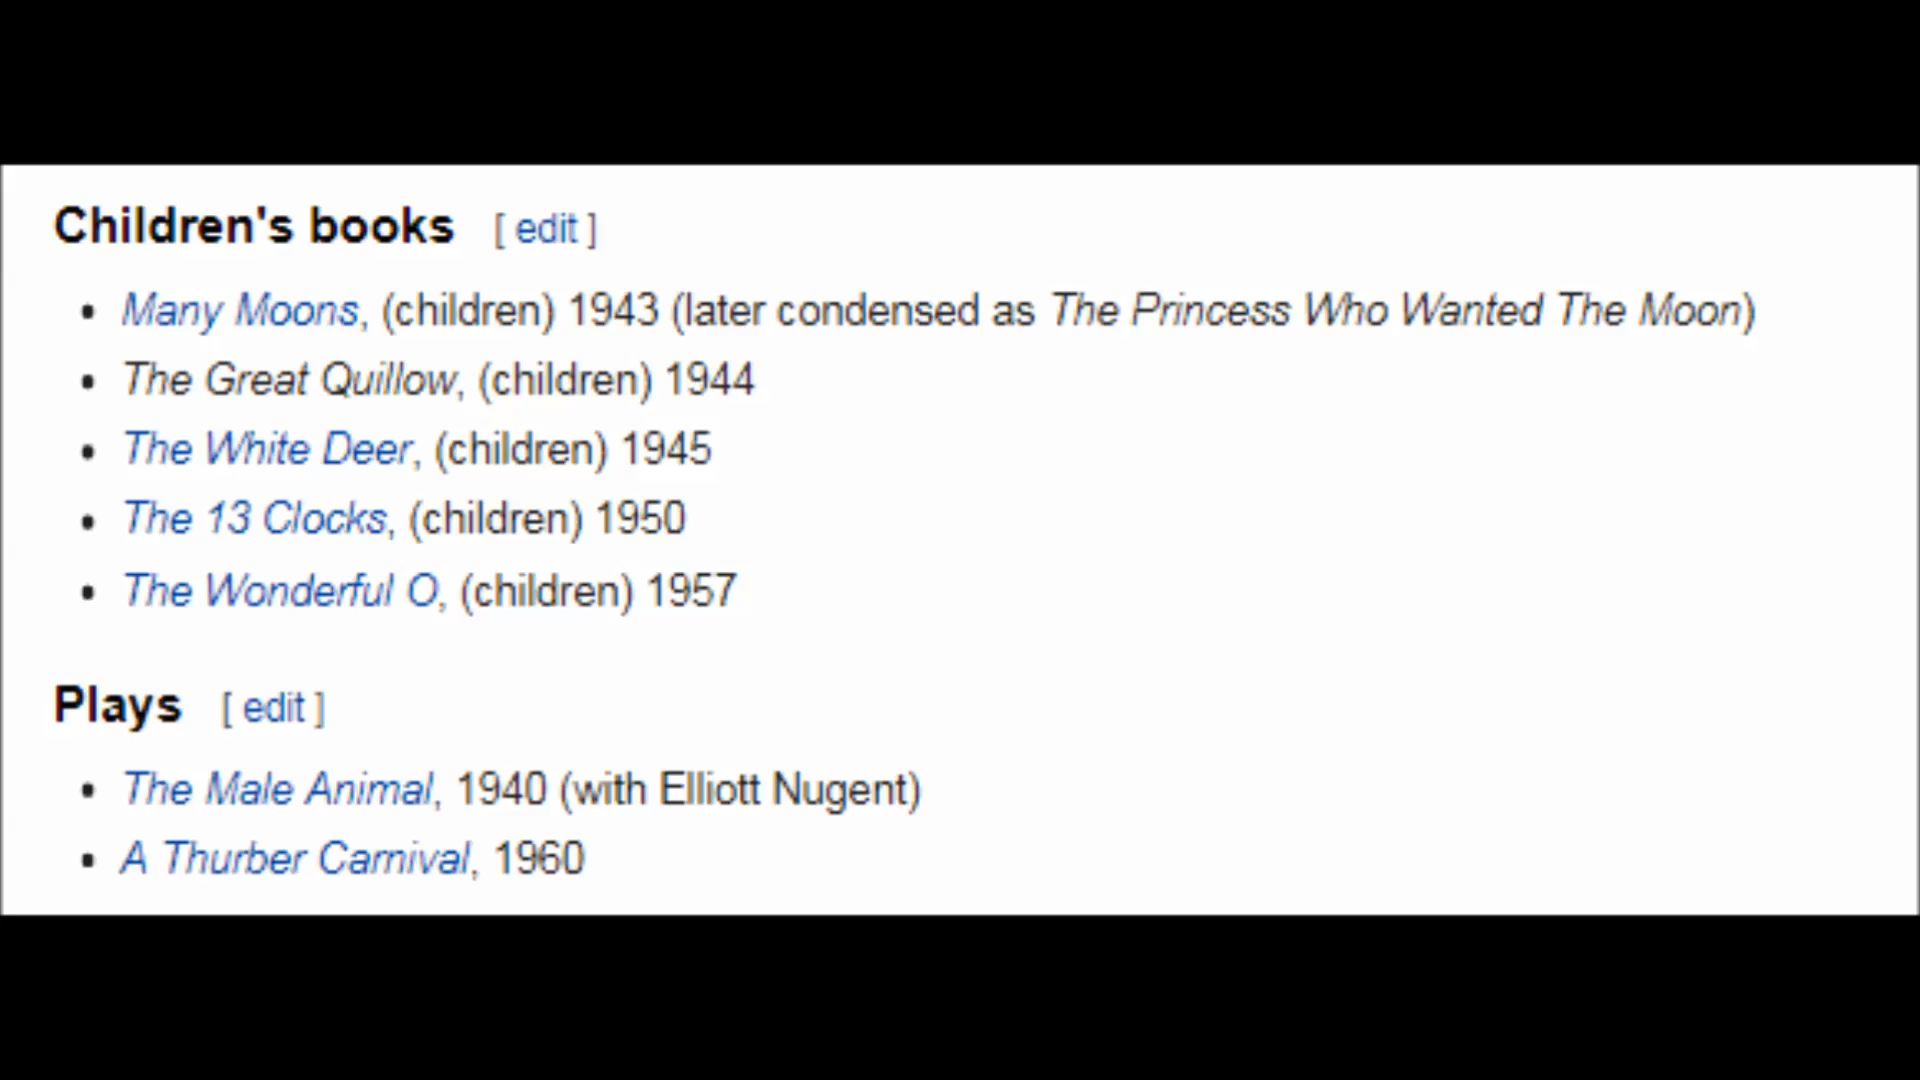 Children's books [ edit ]
• Many Moons, (children) 1943 (later condensed as The Princess Who Wanted The Moon)
• The Great Quillow, (children) 1944
• The White Deer, (children) 1945
• The 13 Clocks, (children) 1950
• The Wonderful O, (children) 1957
Plays [ edit ]
• The Male Animal, 1940 (with Elliott Nugent)
• A Thurber Carnival, 1960